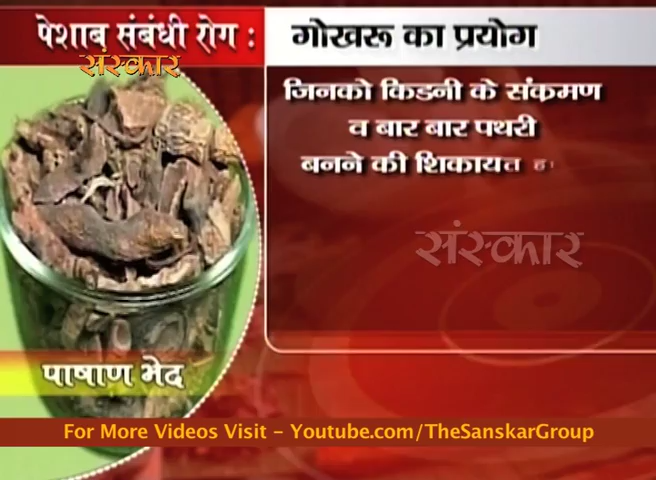 पेशाब संबंधी रोग :
गोखरू का प्रयोग
संस्कार
जिनको किडनी के संक्रमण
व बार बार पथरी
बनने की शिकायत ह
संस्कार
पाषाण भेद
For More Videos Visit - Youtube.com/TheSanskarGroup